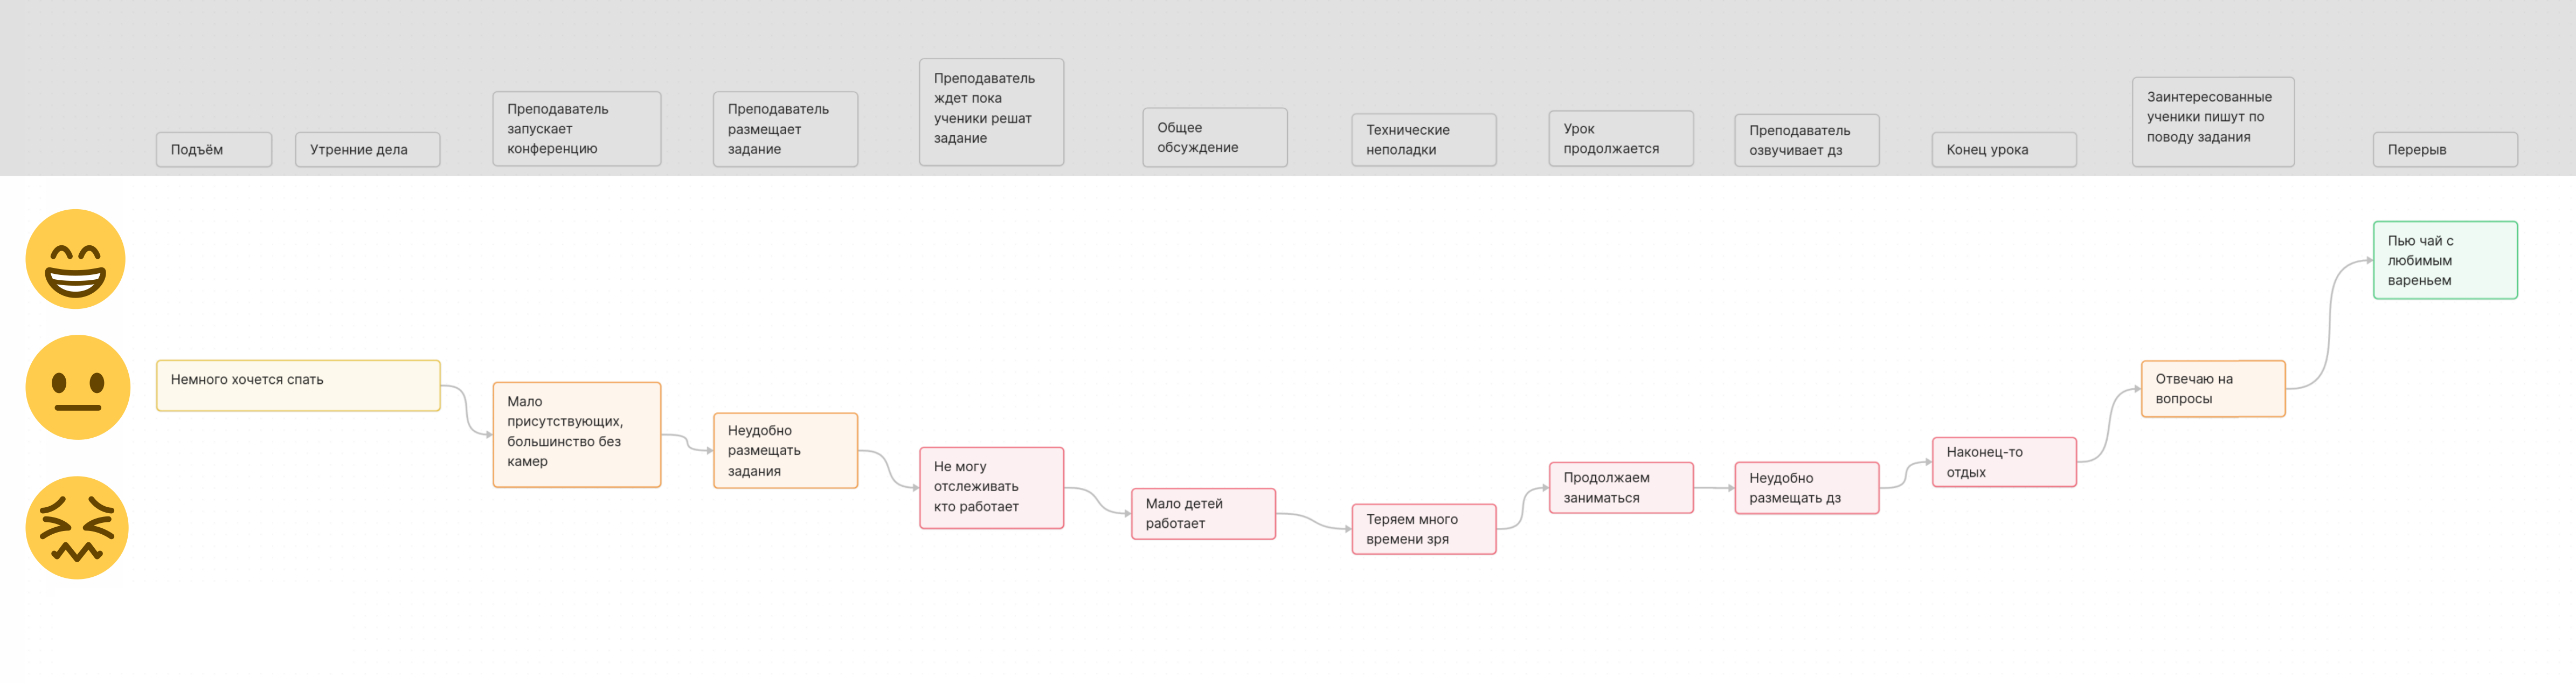 Подъём
Утренние дела
Преподаватель
запускает
конференцию
Преподаватель
размещает
задание
Преподаватель
ждет пока
ученики решат
задание
Общее
обсуждение
Технические
неполадки
Урок
продолжается
Преподаватель
озвучивает дз
Конец урока
Заинтересованные
ученики пишут по
поводу задания
Перерыв
Немного хочется спать
Мало
присутствующих,
большинство без
камер
Неудобно
размещать
задания
Не могу
отслеживать
кто работает
Мало детей
работает
Теряем много
времени зря
Продолжаем
заниматься
Неудобно
размещать дз
Наконец-то
отдых
Отвечаю на
вопросы
Пью чай с
любимым
вареньем